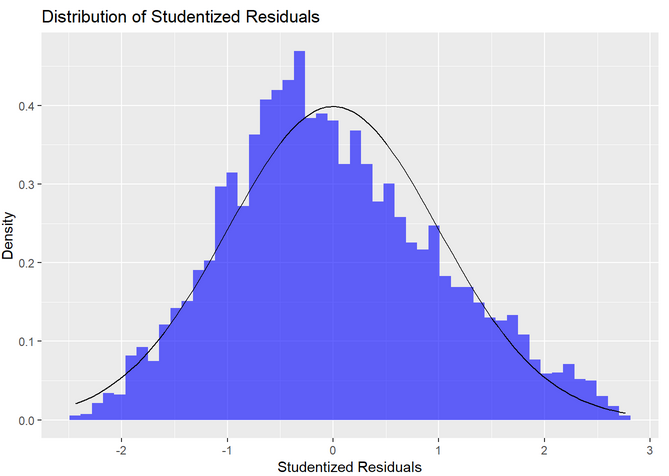 Distribution of Studentized Residuals
Density
0.4
0.3
0.2
0.1
0.0
-2 -1 0 1 2 3
Studentized Residuals